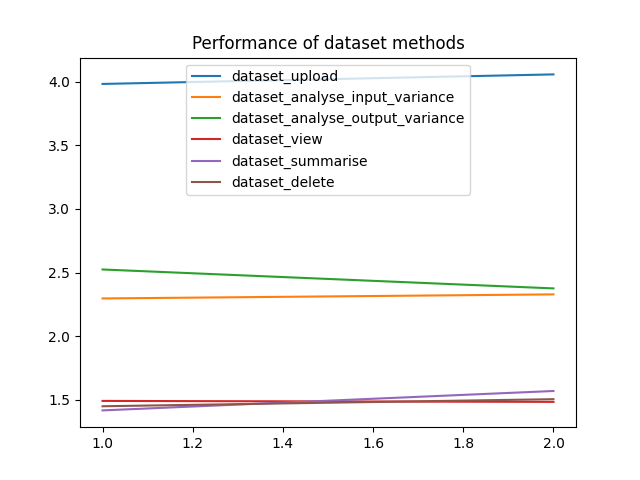 Performance of dataset methods
dataset_upload
dataset_analyse_input_variance
dataset_analyse_output_variance
dataset_view
dataset_summarise
dataset_delete
4.0
3.5
3.0
2.5
2.0
1.5
1.0 1.2 1.4 1.6 1.8 2.0